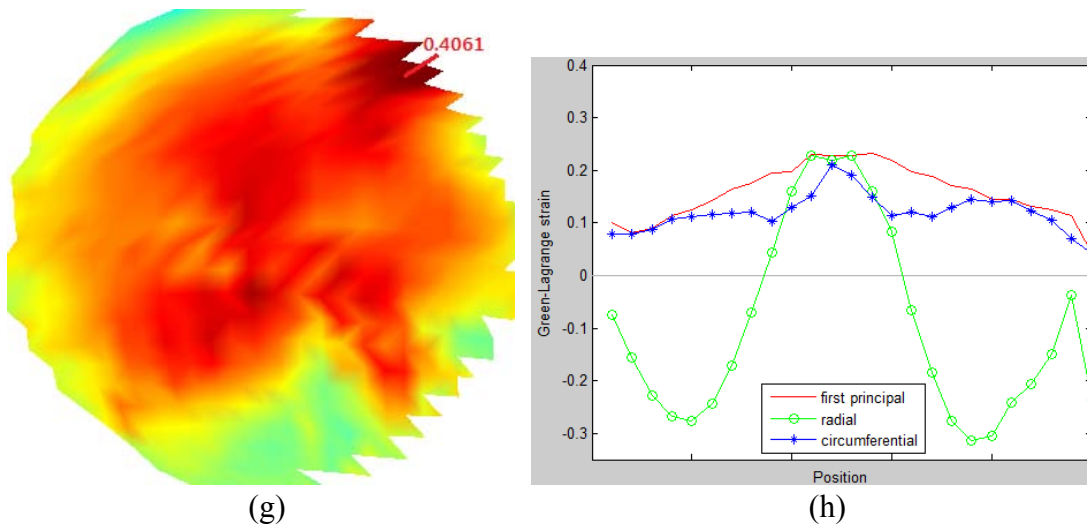 0.4061
0.4
0.3
0.2
0.1
0
-0.1
-0.2
-0.3
Green-Lagrange strain
first principal
radial
circumferential
Position
(g)
(h)